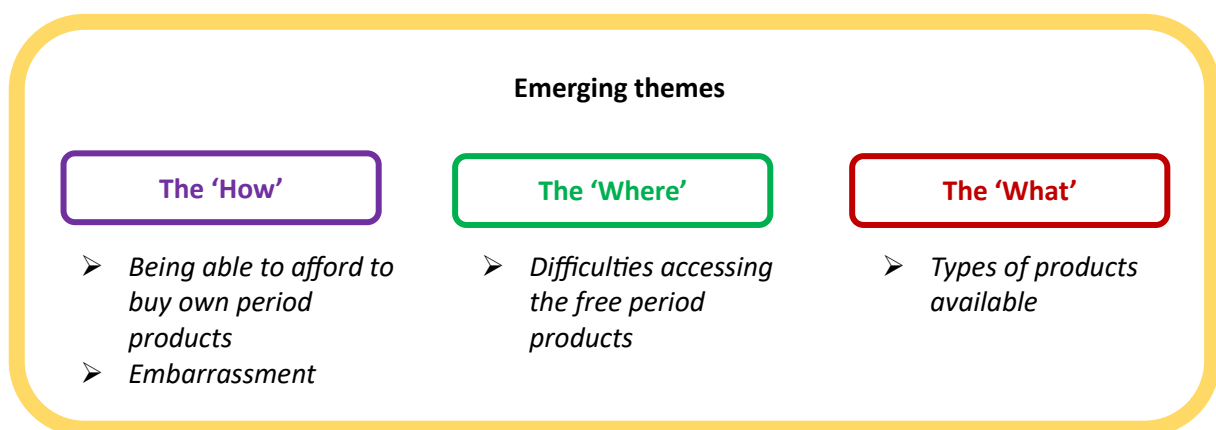 Emerging themes
The ‘How’
➢ Being able to afford to
buy own period
products
➢ Embarrassment
The ‘Where’
➢ Difficulties accessing
the free period
products
The ‘What’
➢ Types of products
available